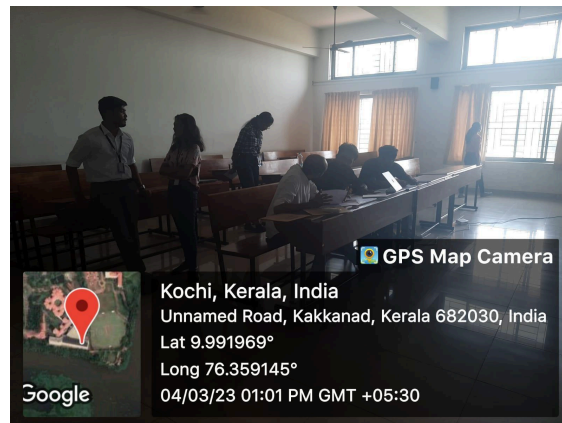 GPS Map Camera
Kochi, Kerala, India
Unnamed Road, Kakkanad, Kerala 682030, India
Lat 9.991969°
Long 76.359145°
04/03/23 01:01 PM GMT +05:30
Google